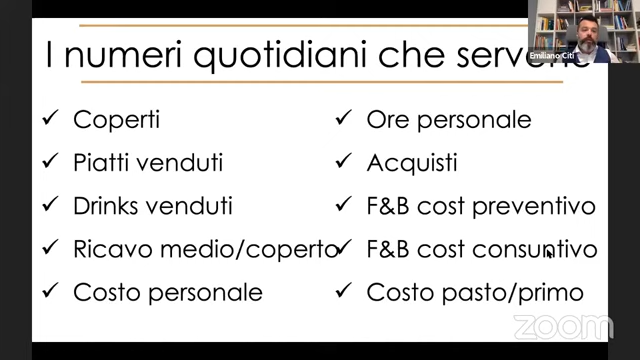 I numeri quotidiani che servono
Emiliano Citi
✓ Coperti
✓ Piatti venduti
✓ Drinks venduti
✓ Ricavo medio/coperto
✓ Costo personale
✓ Ore personale
✓ Acquisti
✓ F&B cost preventivo
✓ F&B cost consuntivo
✓ Costo pasto/primo
zoom